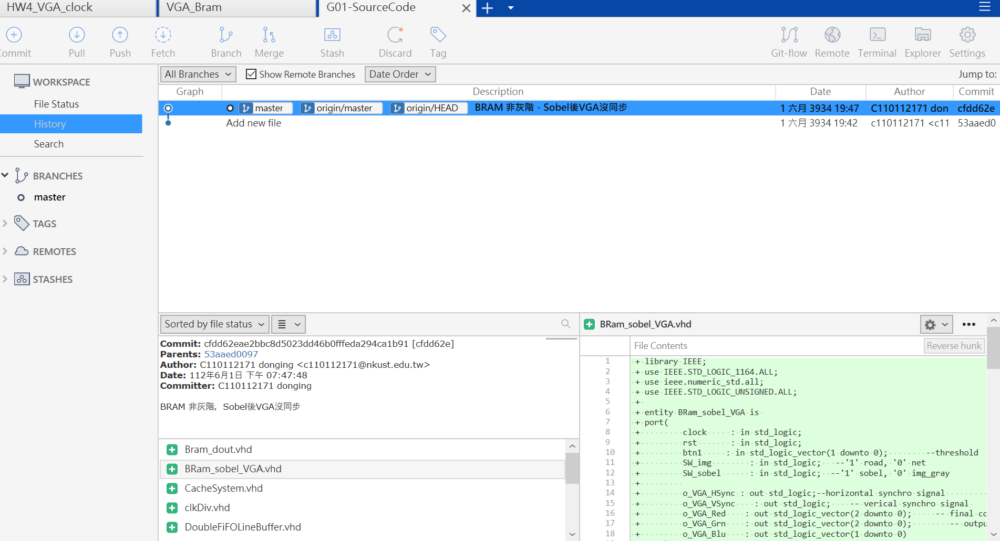 HW4_VGA_clock
VGA_Bram
G01-SourceCode
ommit
Pull
Push
Fetch
Branch
Merge
Stash
Discard
Tag
Git-flow
Remote
Terminal
Explorer
Settings
WORKSPACE
File Status
History
Search
BRANCHES
master
TAGS
REMOTES
STASHES
All Branches
Show Remote Branches
Date Order
Jump to:
Graph Description Date Author Commit
master origin/master origin/HEAD BRAM 非灰階,Sobel後VGA沒同步 1 六月 3934 19:47 C110112171 don cfdd62e
Add new file 1 六月 3934 19:42 c110112171 <c11 53aaed0
Sorted by file status
Commit: cfdd62eae2bbc8d5023dd46b0fffeda294ca1b91 [cfdd62e]
Parents: 53aaed0097
Author: C110112171 donging <c110112171@nkust.edu.tw>
Date: 112年6月1日 下午 07:47:48
Committer: C110112171 donging
BRAM 非灰階,Sobel後VGA沒同步
Bram_dout.vhd
BRam_sobel_VGA.vhd
CacheSystem.vhd
clkDiv.vhd
DoubleFiFOLineBuffer.vhd
BRam_sobel_VGA.vhd
File Contents
Reverse hunk
1 + library IEEE;
2 + use IEEE.STD_LOGIC_1164.ALL;
3 + use ieee.numeric_std.all;
4 + use IEEE.STD_LOGIC_UNSIGNED.ALL;
5 +
6 + entity BRam_sobel_VGA is
7 + port(
8 + clock : in std_logic;
9 + rst : in std_logic;
10 + btn1 : in std_logic_vector(1 downto 0); --threshold
11 + SW_img : in std_logic; --'1' road, '0' net
12 + SW_sobel : in std_logic; --'1' sobel, '0' img_gray
13 +
14 + o_VGA_HSync : out std_logic;--horizontal synchro signal
15 + o_VGA_VSync : out std_logic; -- verical synchro signal
16 + o_VGA_Red : out std_logic_vector(2 downto 0); -- final co
17 + o_VGA_Grn : out std_logic_vector(2 downto 0); -- outpu
18 + o_VGA_Blu : out std_logic_vector(1 downto 0)